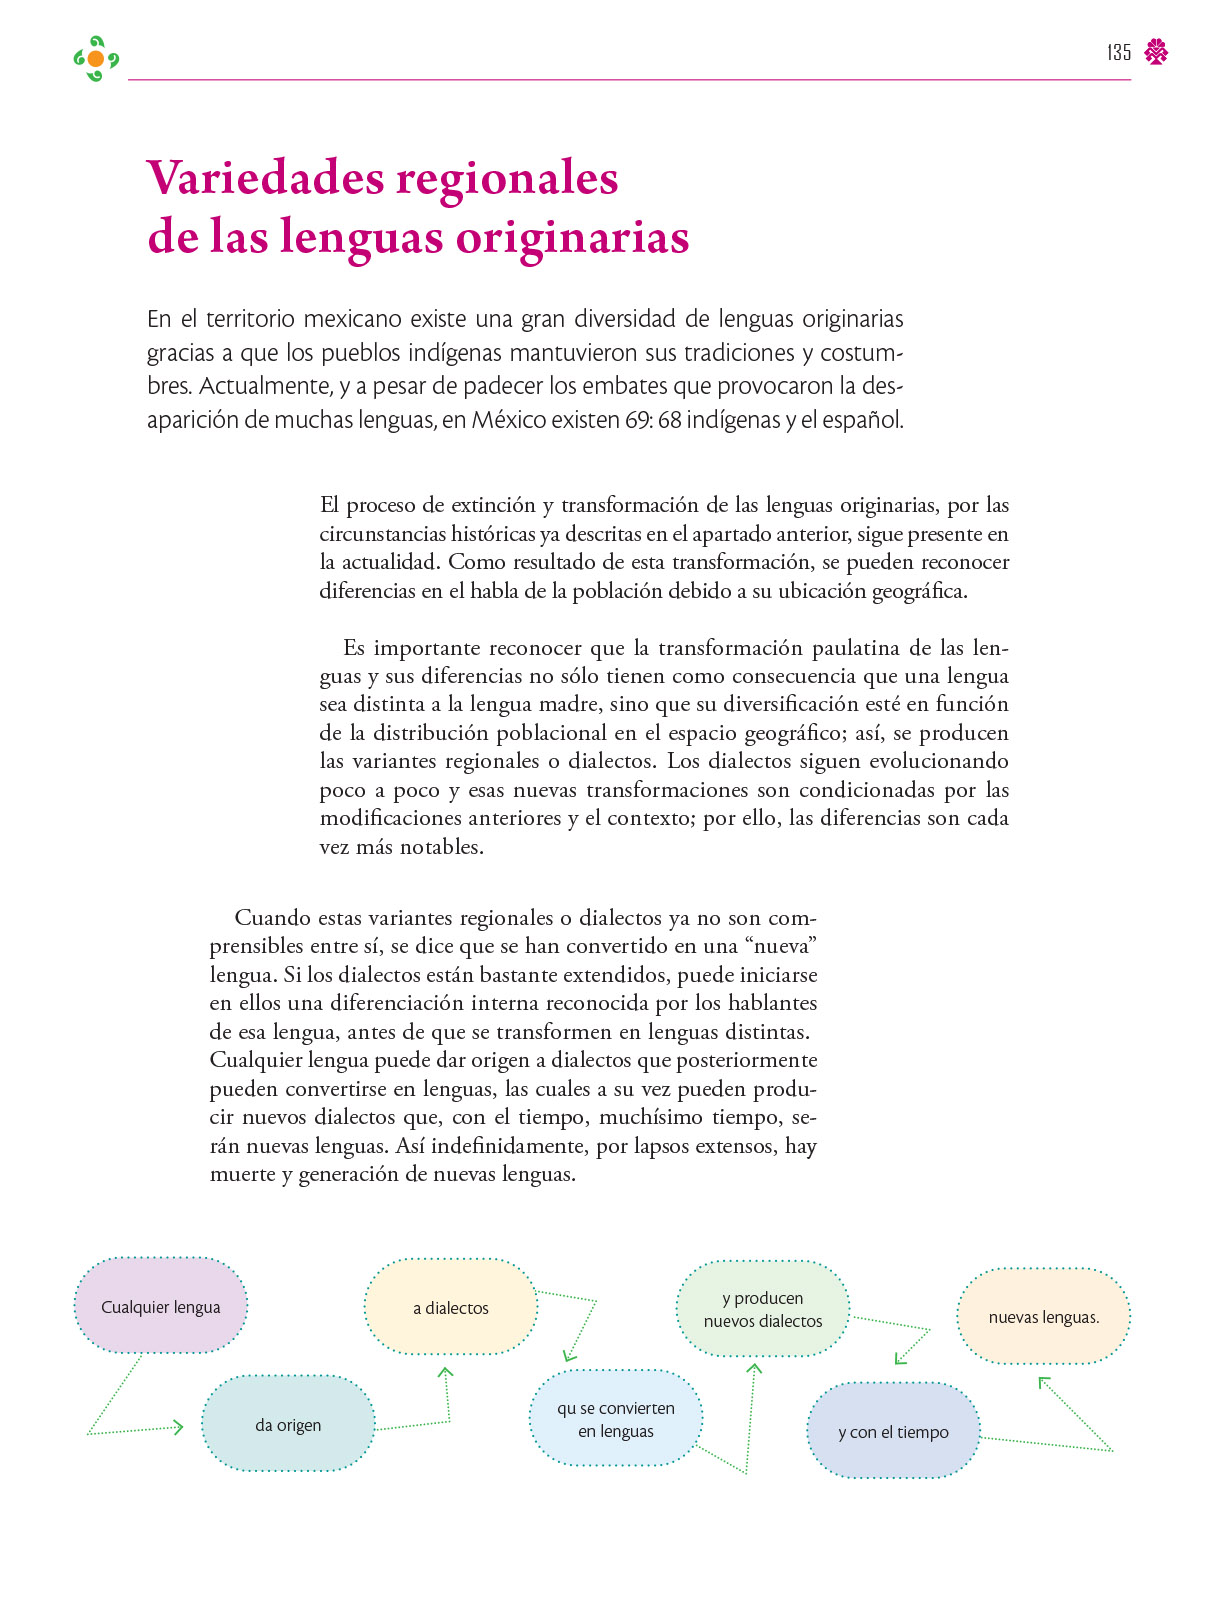 135
Variedades regionales
de las lenguas originarias
En el territorio mexicano existe una gran diversidad de lenguas originarias
gracias a que los pueblos indígenas mantuvieron sus tradiciones y costum-
bres. Actualmente, y a pesar de padecer los embates que provocaron la des-
aparición de muchas lenguas, en México existen 69: 68 indígenas y el español.
El proceso de extinción y transformación de las lenguas originarias, por las
circunstancias históricas ya descritas en el apartado anterior, sigue presente en
la actualidad. Como resultado de esta transformación, se pueden reconocer
diferencias en el habla de la población debido a su ubicación geográfica.
Es importante reconocer que la transformación paulatina de las len-
guas y sus diferencias no sólo tienen como consecuencia que una lengua
sea distinta a la lengua madre, sino que su diversificación esté en función
de la distribución poblacional en el espacio geográfico; así, se producen
las variantes regionales o dialectos. Los dialectos siguen evolucionando
poco a poco y esas nuevas transformaciones son condicionadas por las
modificaciones anteriores y el contexto; por ello, las diferencias son cada
vez más notables.
Cuando estas variantes regionales o dialectos ya no son com-
prensibles entre sí, se dice que se han convertido en una “nueva”
lengua. Si los dialectos están bastante extendidos, puede iniciarse
en ellos una diferenciación interna reconocida por los hablantes
de esa lengua, antes de que se transformen en lenguas distintas.
Cualquier lengua puede dar origen a dialectos que posteriormente
pueden convertirse en lenguas, las cuales a su vez pueden produ-
cir nuevos dialectos que, con el tiempo, muchísimo tiempo, se-
rán nuevas lenguas. Así indefinidamente, por lapsos extensos, hay
muerte y generación de nuevas lenguas.
Cualquier lengua
da origen
a dialectos
qu se convierten
en lenguas
y producen
nuevos dialectos
y con el tiempo
nuevas lenguas.